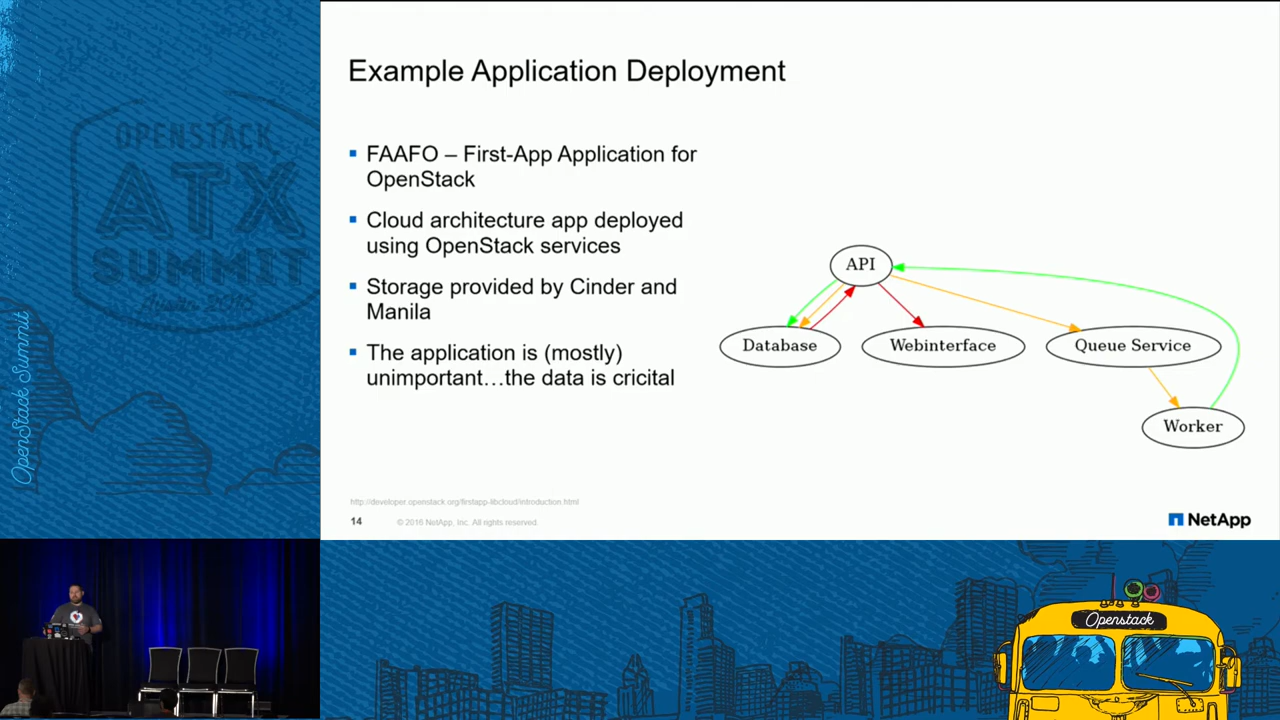 Example Application Deployment
FAAFO – First-App Application for
OpenStack
Cloud architecture app deployed
using OpenStack services
Storage provided by Cinder and
Manila
The application is (mostly)
unimportant…the data is cricital
API
Database
Webinterface
Queue Service
Worker
http://developer.openstack.org/firstapp-libcloud/introduction.html
14
© 2016 NetApp, Inc. All rights reserved.
NetApp
OPENSTACK
ATX
SUMMIT
Austin 2016
OpenStack Summit
Openstack